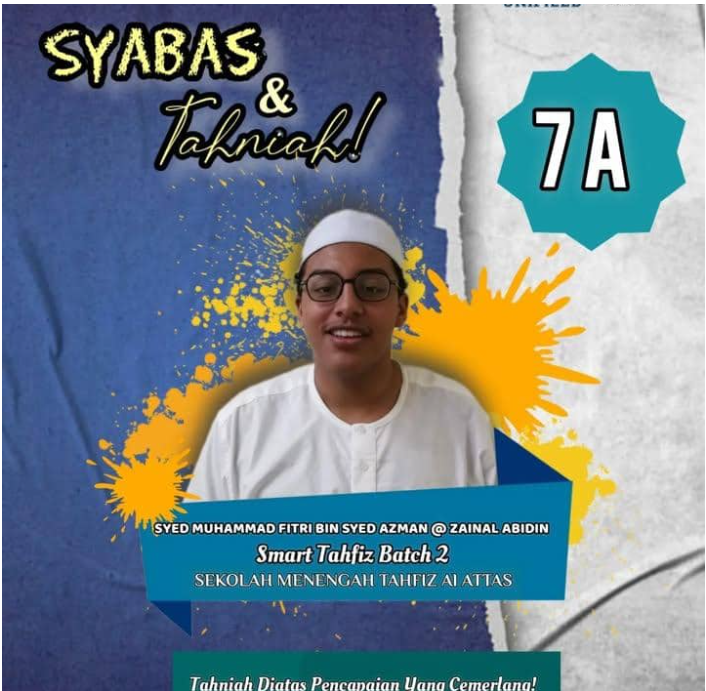 SYABAS
&
Tahniah!
7A
SYED MUHAMMAD FITRI BIN SYED AZMAN @ ZAINAL ABIDIN
Smart Tahfiz Batch 2
SEKOLAH MENENGAH TAHFIZ Al ATTAS
Tahniah Diatas Pencapaian Yang Cemerlang!